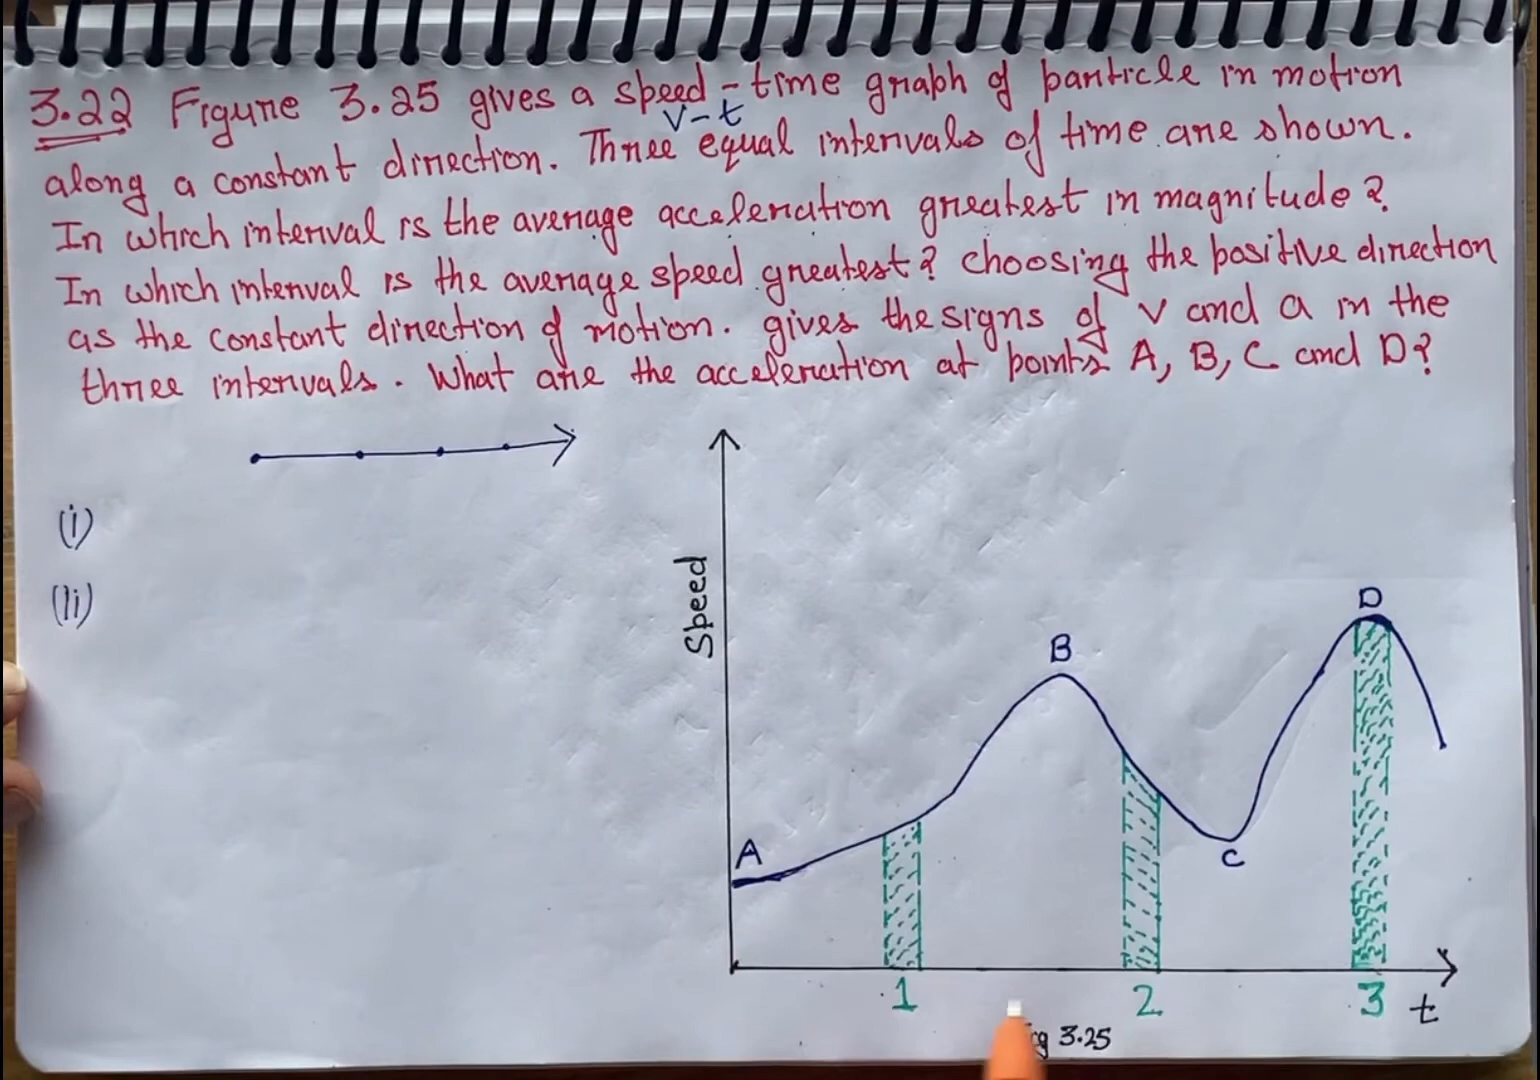 3.22 Figure 3.25 gives a speed-time graph of particle in motion
v-t
along a constant direction. Three equal intervals of time are shown.
In which interval is the average acceleration greatest in magnitude?
In which interval is the average speed greatest? choosing the positive direction
as the constant direction of motion. gives the signs of v and a in the
three intervals. What are the acceleration at points A, B, C and D?
(i)
(ii)
Speed
A
B
C
D
1
2
3
t
3.25